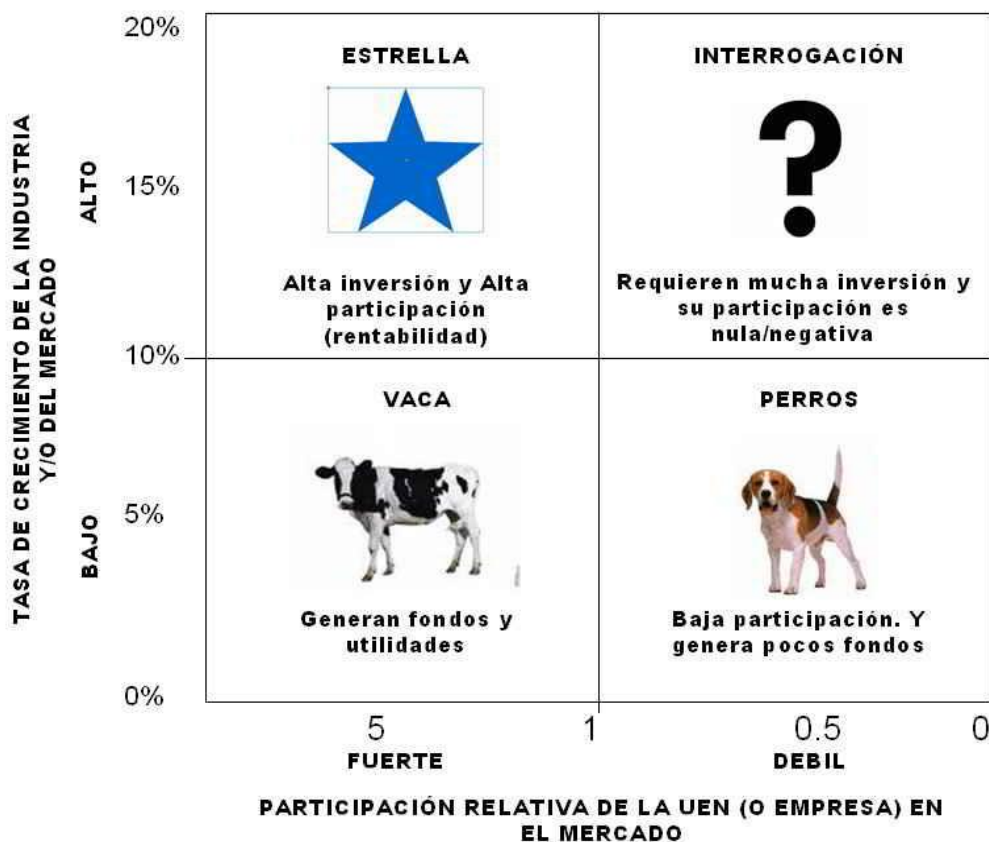 TASA DE CRECIMIENTO DE LA INDUSTRIA
Y/O DEL MERCADO
ALTO
BAJO
20%
15%
10%
5%
0%
ESTRELLA
Alta inversión y Alta
participación
(rentabilidad)
INTERROGACIÓN
?
Requieren mucha inversión y
su participación es
nula/negativa
VACA
Generan fondos y
utilidades
PERROS
Baja participación. Y
genera pocos fondos
5 1 0.5 0
FUERTE DEBIL
PARTICIPACIÓN RELATIVA DE LA UEN (O EMPRESA) EN
EL MERCADO